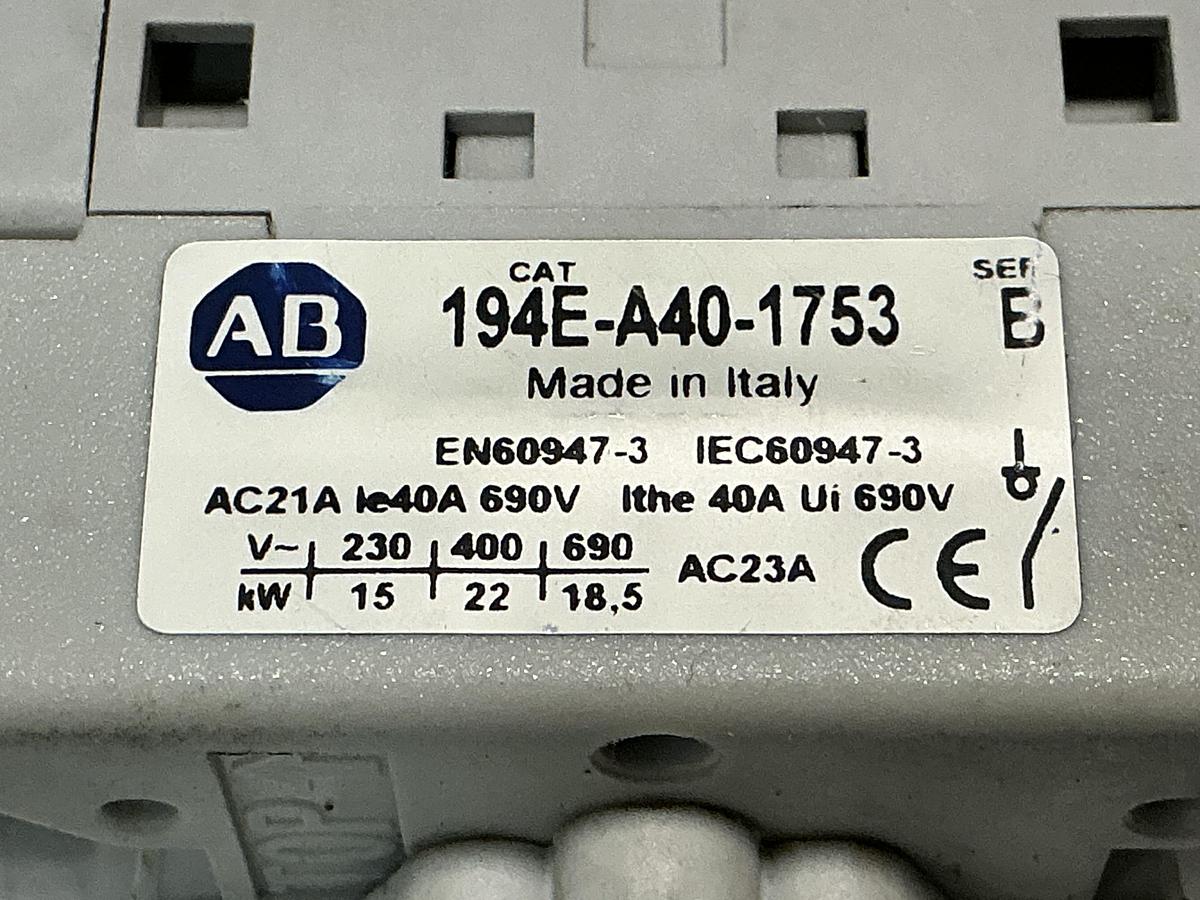 AB
CAT SER
194E-A40-1753 B
Made in Italy
EN60947-3 IEC60947-3
AC21A Ie40A 690V Ithe 40A Ui 690V
V~ 230 400 690
kW 15 22 18,5
AC23A CE